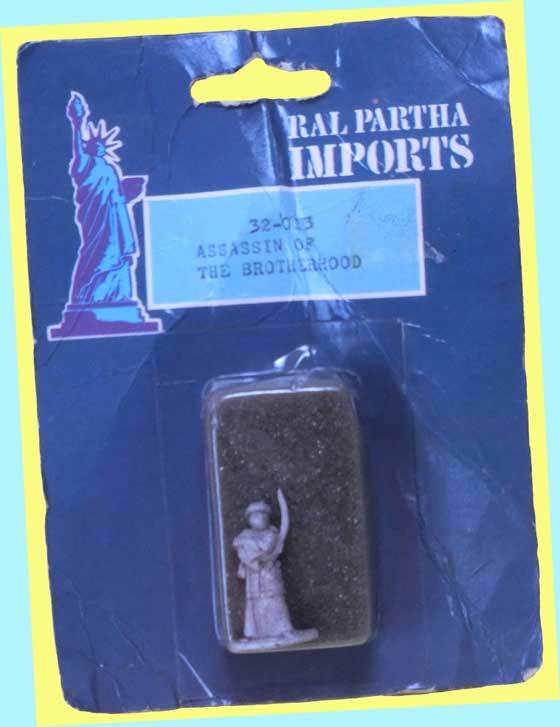 RAL PARTHA
IMPORTS
32-013
ASSASSIN OF
THE BROTHERHOOD